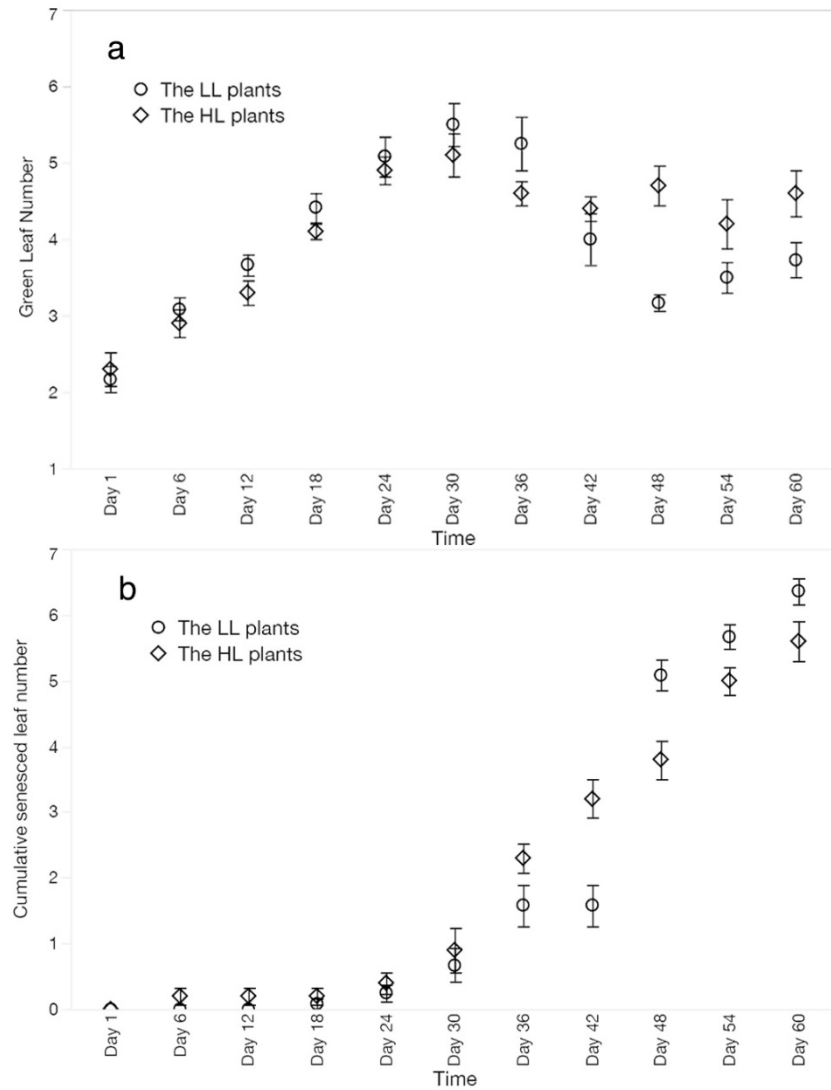 a
The LL plants
The HL plants
7
6
5
4
3
2
1
Green Leaf Number
Day 1
Day 6
Day 12
Day 18
Day 24
Day 30
Day 36
Day 42
Day 48
Day 54
Day 60
Time
b
The LL plants
The HL plants
7
6
5
4
3
2
1
0
Cumulative senesced leaf number
Day 1
Day 6
Day 12
Day 18
Day 24
Day 30
Day 36
Day 42
Day 48
Day 54
Day 60
Time